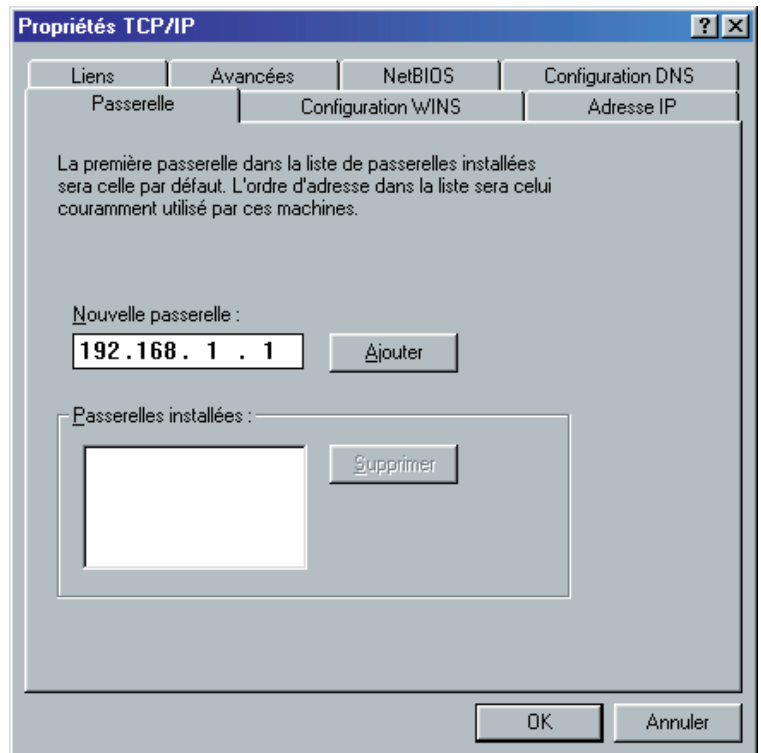 Propriétés TCP/IP
Liens Avancées NetBIOS Configuration DNS
Passerelle Configuration WINS Adresse IP
La première passerelle dans la liste de passerelles installées
sera celle par défaut. L'ordre d'adresse dans la liste sera celui
couramment utilisé par ces machines.
Nouvelle passerelle :
192.168. 1 . 1 Ajouter
Passerelles installées :
Supprimer
OK Annuler